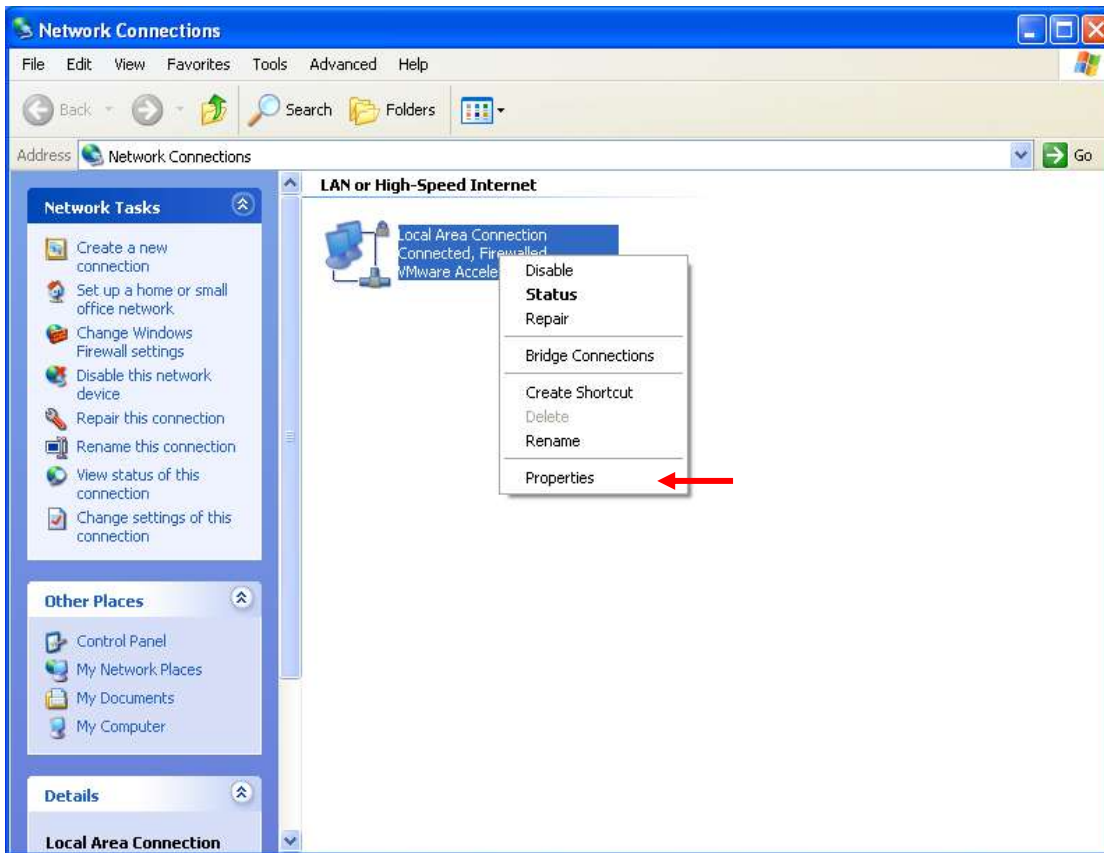 Network Connections
File Edit View Favorites Tools Advanced Help
Back Search Folders
Address Network Connections Go
Network Tasks
Create a new
connection
Set up a home or small
office network
Change Windows
Firewall settings
Disable this network
device
Repair this connection
Rename this connection
View status of this
connection
Change settings of this
connection
Other Places
Control Panel
My Network Places
My Documents
My Computer
Details
Local Area Connection
LAN or High-Speed Internet
Local Area Connection
Connected, Firewalled
VMware Accele
Disable
Status
Repair
Bridge Connections
Create Shortcut
Delete
Rename
Properties